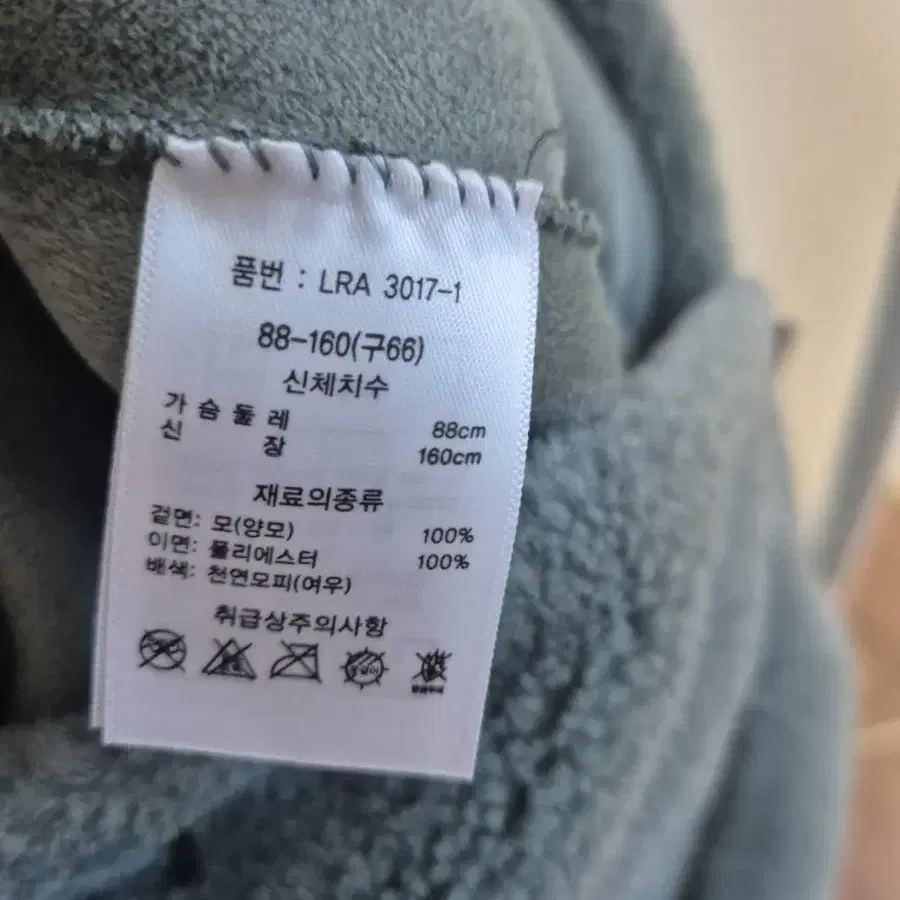 품번 : LRA 3017-1
88-160(구66)
신체치수
가슴둘레 88cm
신장 160cm
재료의종류
겉면: 모(양모) 100%
이면: 폴리에스터 100%
배색: 천연모피(여우)
취급상주의사항